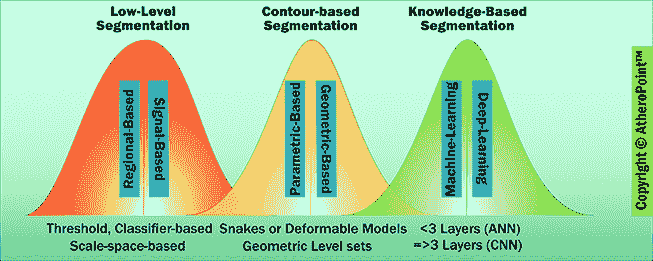 Low-Level
Segmentation
Contour-based
Segmentation
Knowledge-Based
Segmentation
Regional-Based
Signal-Based
Parametric-Based
Geometric-Based
Machine-Learning
Deep-Learning
Threshold, Classifier-based
Scale-space-based
Snakes or Deformable Models
Geometric Level sets
<3 Layers (ANN)
=>3 Layers (CNN)
Copyright © AtheroPoint™